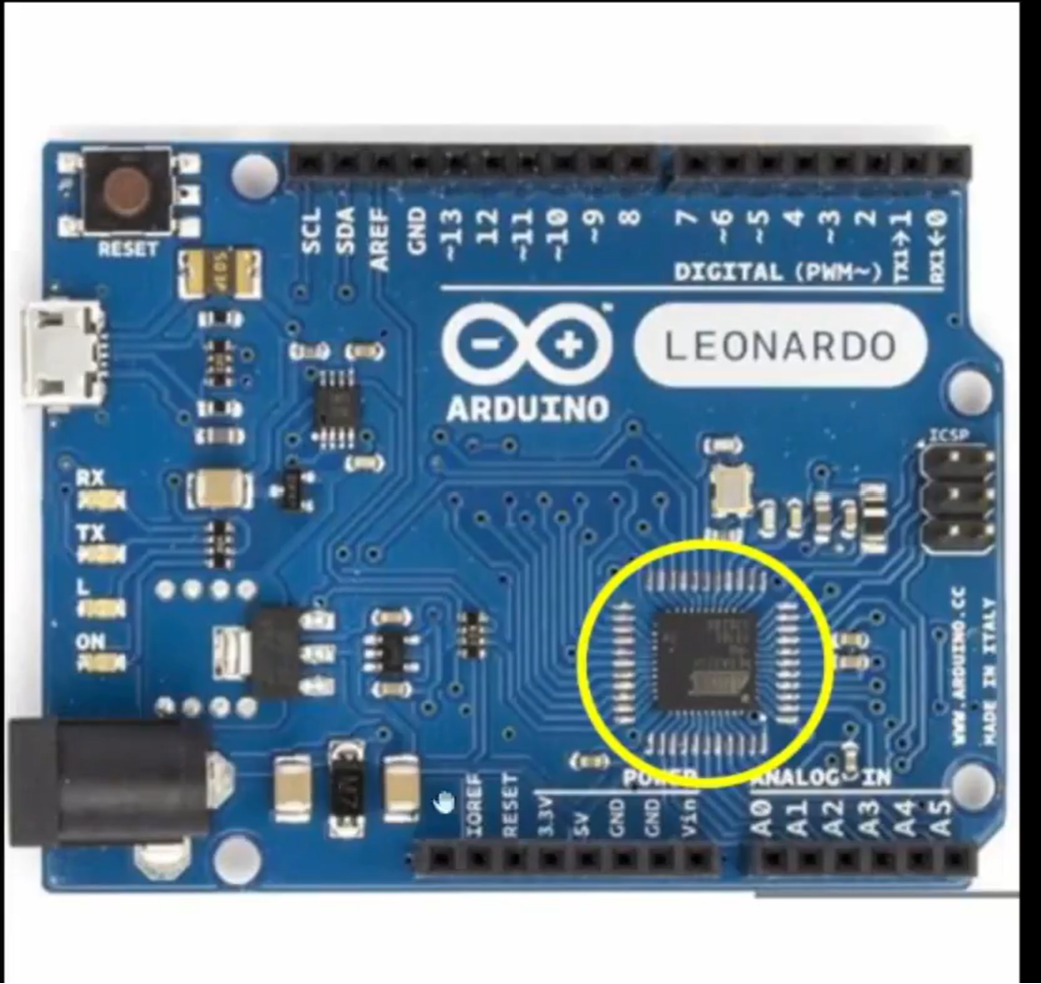 RESET
SCL
SDA
AREF
GND
~13
12
~11
~10
~9
8
7
~6
~5
4
~3
2
TX1→1
RX1←0
DIGITAL (PWM~)
ARDUINO
LEONARDO
ICSP
RX
TX
L
ON
WWW.ARDUINO.CC
MADE IN ITALY
POWER
ANALOG IN
IOREF
RESET
3.3V
5V
GND
GND
Vin
A0
A1
A2
A3
A4
A5